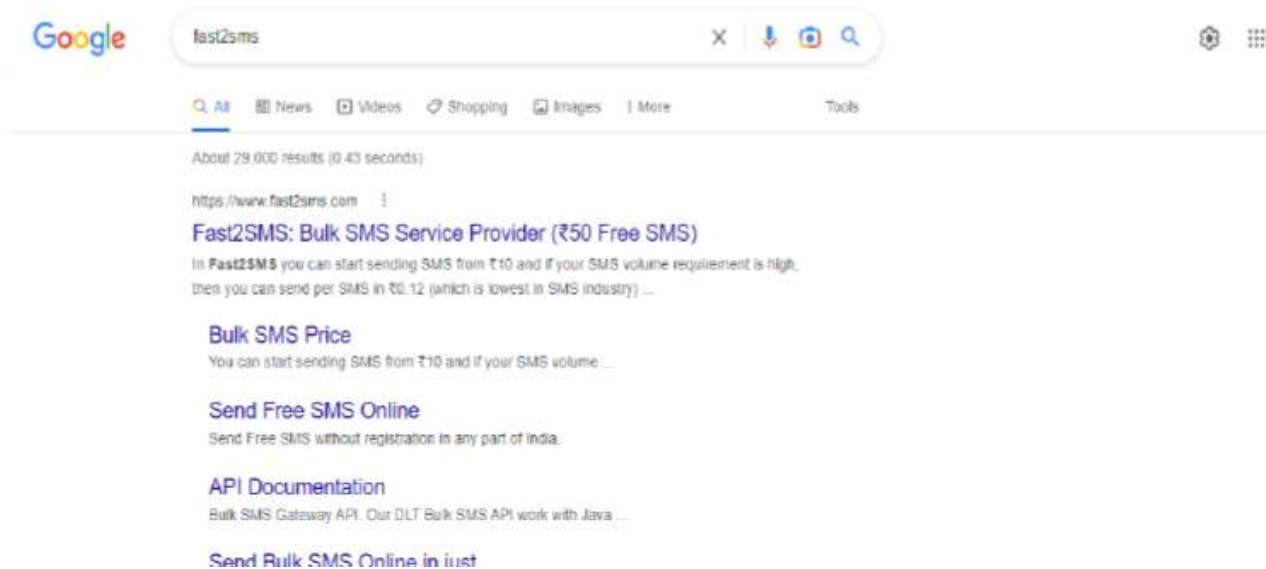 Google
fast2sms
All News Videos Shopping Images More Tools
About 29,000 results (0.43 seconds)
https://www.fast2sms.com
Fast2SMS: Bulk SMS Service Provider (₹50 Free SMS)
In Fast2SMS you can start sending SMS from ₹10 and if your SMS volume requirement is high,
then you can send per SMS in ₹0.12 (which is lowest in SMS industry) ...
Bulk SMS Price
You can start sending SMS from ₹10 and if your SMS volume ...
Send Free SMS Online
Send Free SMS without registration in any part of India.
API Documentation
Bulk SMS Gateway API. Our DLT Bulk SMS API work with Java ...
Send Bulk SMS Online in just